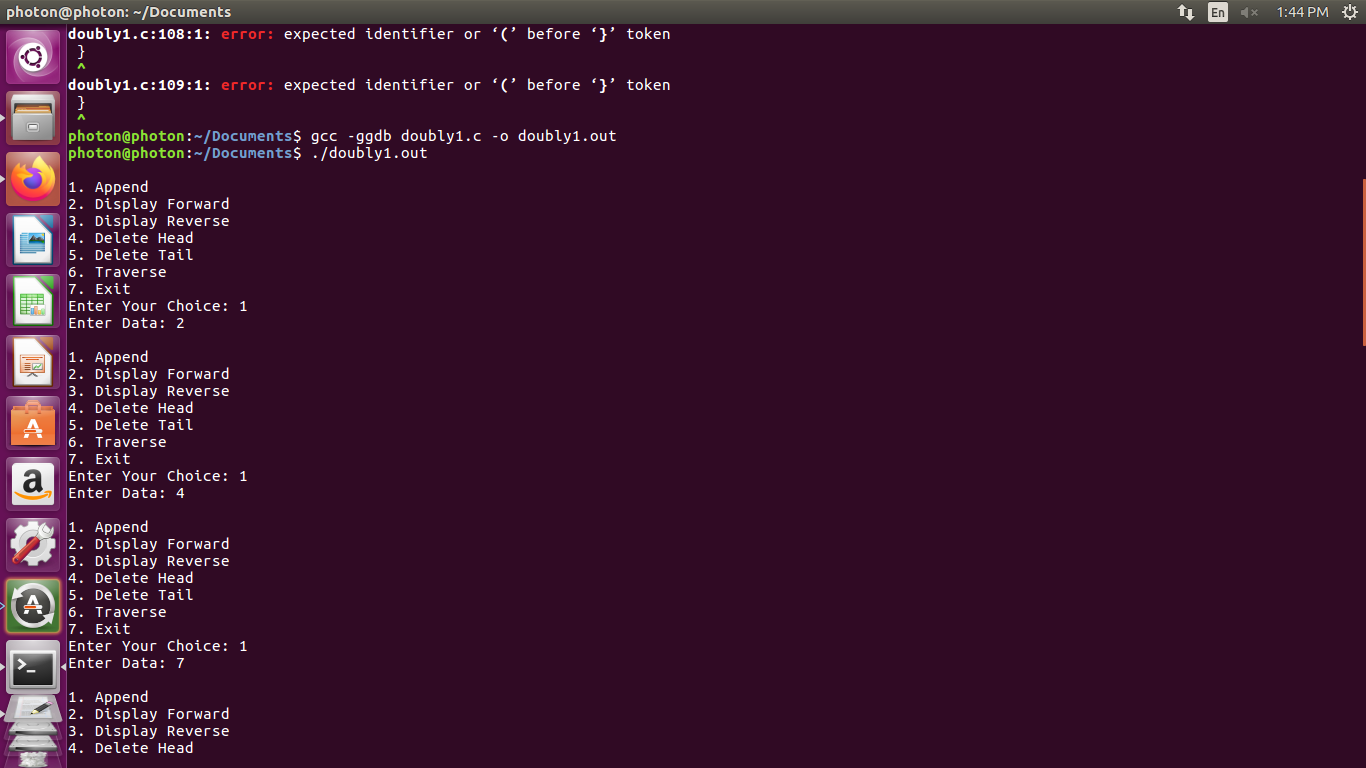 photon@photon: ~/Documents
En
1:44 PM
doubly1.c:108:1: error: expected identifier or ‘(’ before ‘}’ token
}
^
doubly1.c:109:1: error: expected identifier or ‘(’ before ‘}’ token
}
^
photon@photon:~/Documents$ gcc -ggdb doubly1.c -o doubly1.out
photon@photon:~/Documents$ ./doubly1.out
1. Append
2. Display Forward
3. Display Reverse
4. Delete Head
5. Delete Tail
6. Traverse
7. Exit
Enter Your Choice: 1
Enter Data: 2
1. Append
2. Display Forward
3. Display Reverse
4. Delete Head
5. Delete Tail
6. Traverse
7. Exit
Enter Your Choice: 1
Enter Data: 4
1. Append
2. Display Forward
3. Display Reverse
4. Delete Head
5. Delete Tail
6. Traverse
7. Exit
Enter Your Choice: 1
Enter Data: 7
1. Append
2. Display Forward
3. Display Reverse
4. Delete Head